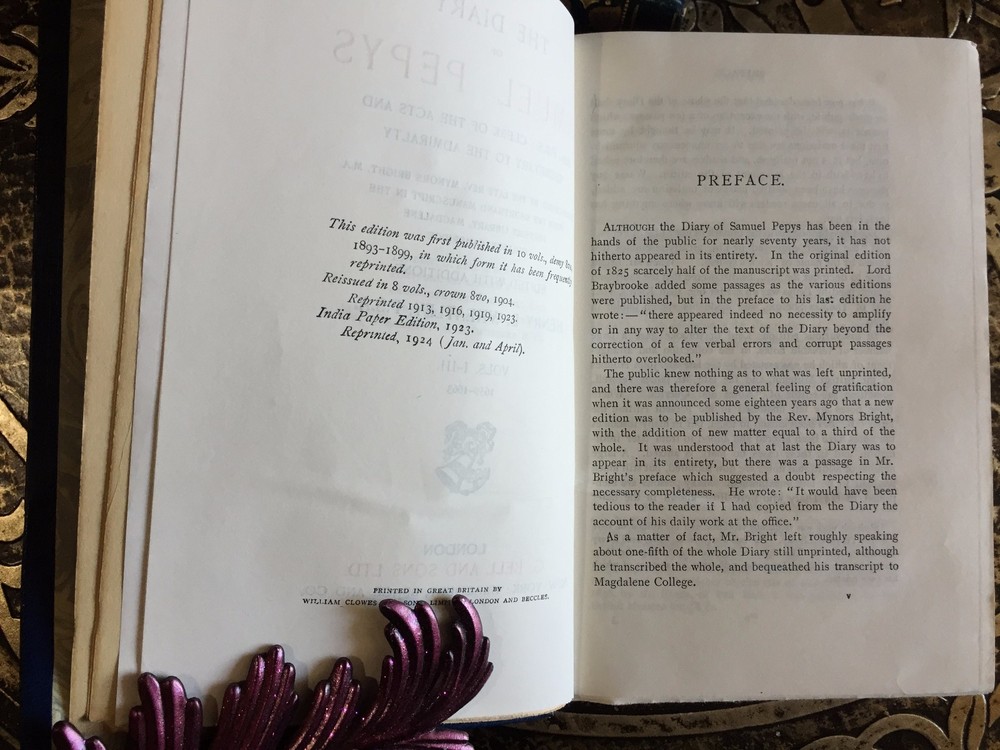 This edition was first published in 10 vols., demy 8vo,
1893-1899, in which form it has been frequently
reprinted.
Reissued in 8 vols., crown 8vo, 1904.
Reprinted 1913, 1916, 1919, 1923.
India Paper Edition, 1923.
Reprinted, 1924 (Jan. and April).
PRINTED IN GREAT BRITAIN BY
WILLIAM CLOWES LONDON AND BECCLES.
PREFACE.
ALTHOUGH the Diary of Samuel Pepys has been in the
hands of the public for nearly seventy years, it has not
hitherto appeared in its entirety. In the original edition
of 1825 scarcely half of the manuscript was printed. Lord
Braybrooke added some passages as the various editions
were published, but in the preface to his last edition he
wrote:—"there appeared indeed no necessity to amplify
or in any way to alter the text of the Diary beyond the
correction of a few verbal errors and corrupt passages
hitherto overlooked."
The public knew nothing as to what was left unprinted,
and there was therefore a general feeling of gratification
when it was announced some eighteen years ago that a new
edition was to be published by the Rev. Mynors Bright,
with the addition of new matter equal to a third of the
whole. It was understood that at last the Diary was to
appear in its entirety, but there was a passage in Mr.
Bright's preface which suggested a doubt respecting the
necessary completeness. He wrote: "It would have been
tedious to the reader if I had copied from the Diary the
account of his daily work at the office."
As a matter of fact, Mr. Bright left roughly speaking
about one-fifth of the whole Diary still unprinted, although
he transcribed the whole, and bequeathed his transcript to
Magdalene College.
v